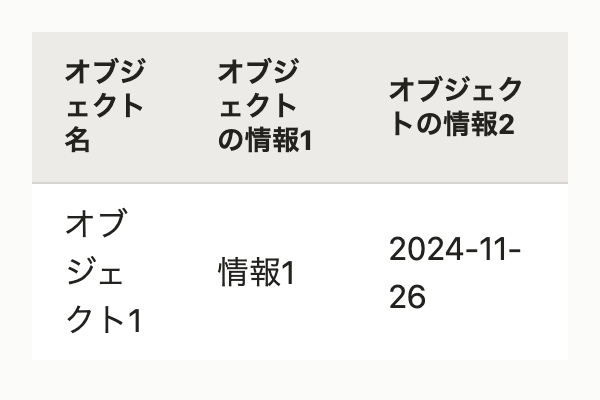 オブジ
ェクト
名
オブジ
ェクト
の情報1
オブジェク
トの情報2
オブ
ジェ
クト1
情報1
2024-11-
26